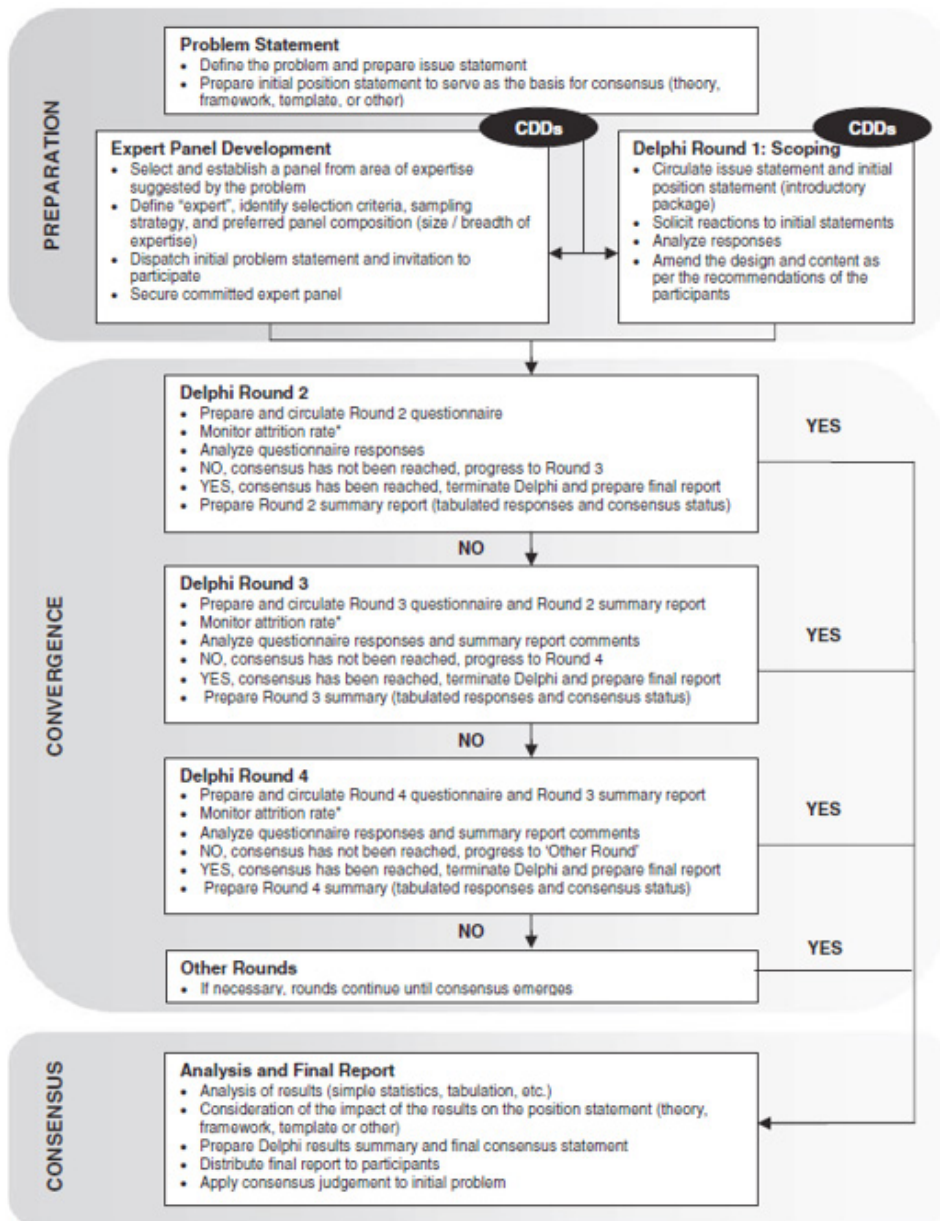 PREPARATION
Problem Statement
• Define the problem and prepare issue statement
• Prepare initial position statement to serve as the basis for consensus (theory,
framework, template, or other)
CDDs
Expert Panel Development
• Select and establish a panel from area of expertise
suggested by the problem
• Define "expert", identify selection criteria, sampling
strategy, and preferred panel composition (size / breadth of
expertise)
• Dispatch initial problem statement and invitation to
participate
• Secure committed expert panel
CDDs
Delphi Round 1: Scoping
• Circulate issue statement and initial
position statement (introductory
package)
• Solicit reactions to initial statements
• Analyze responses
• Amend the design and content as
per the recommendations of the
participants
CONVERGENCE
Delphi Round 2
• Prepare and circulate Round 2 questionnaire
• Monitor attrition rate*
• Analyze questionnaire responses
• NO, consensus has not been reached, progress to Round 3
• YES, consensus has been reached, terminate Delphi and prepare final report
• Prepare Round 2 summary report (tabulated responses and consensus status)
YES
NO
Delphi Round 3
• Prepare and circulate Round 3 questionnaire and Round 2 summary report
• Monitor attrition rate*
• Analyze questionnaire responses and summary report comments
• NO, consensus has not been reached, progress to Round 4
• YES, consensus has been reached, terminate Delphi and prepare final report
• Prepare Round 3 summary (tabulated responses and consensus status)
YES
NO
Delphi Round 4
• Prepare and circulate Round 4 questionnaire and Round 3 summary report
• Monitor attrition rate*
• Analyze questionnaire responses and summary report comments
• NO, consensus has not been reached, progress to 'Other Round'
• YES, consensus has been reached, terminate Delphi and prepare final report
• Prepare Round 4 summary (tabulated responses and consensus status)
YES
NO
Other Rounds
• If necessary, rounds continue until consensus emerges
YES
CONSENSUS
Analysis and Final Report
• Analysis of results (simple statistics, tabulation, etc.)
• Consideration of the impact of the results on the position statement (theory,
framework, template or other)
• Prepare Delphi results summary and final consensus statement
• Distribute final report to participants
• Apply consensus judgement to initial problem